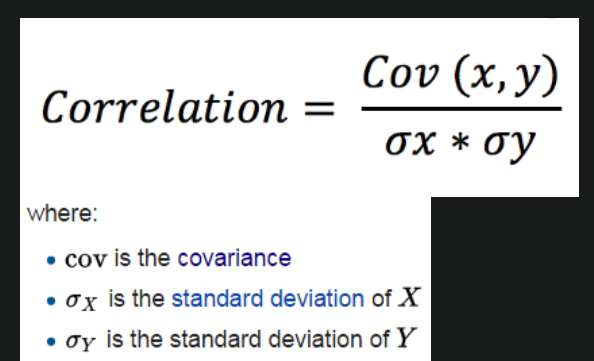 Correlation = Cov (x, y) / σx * σy
where:
• cov is the covariance
• σX is the standard deviation of X
• σY is the standard deviation of Y